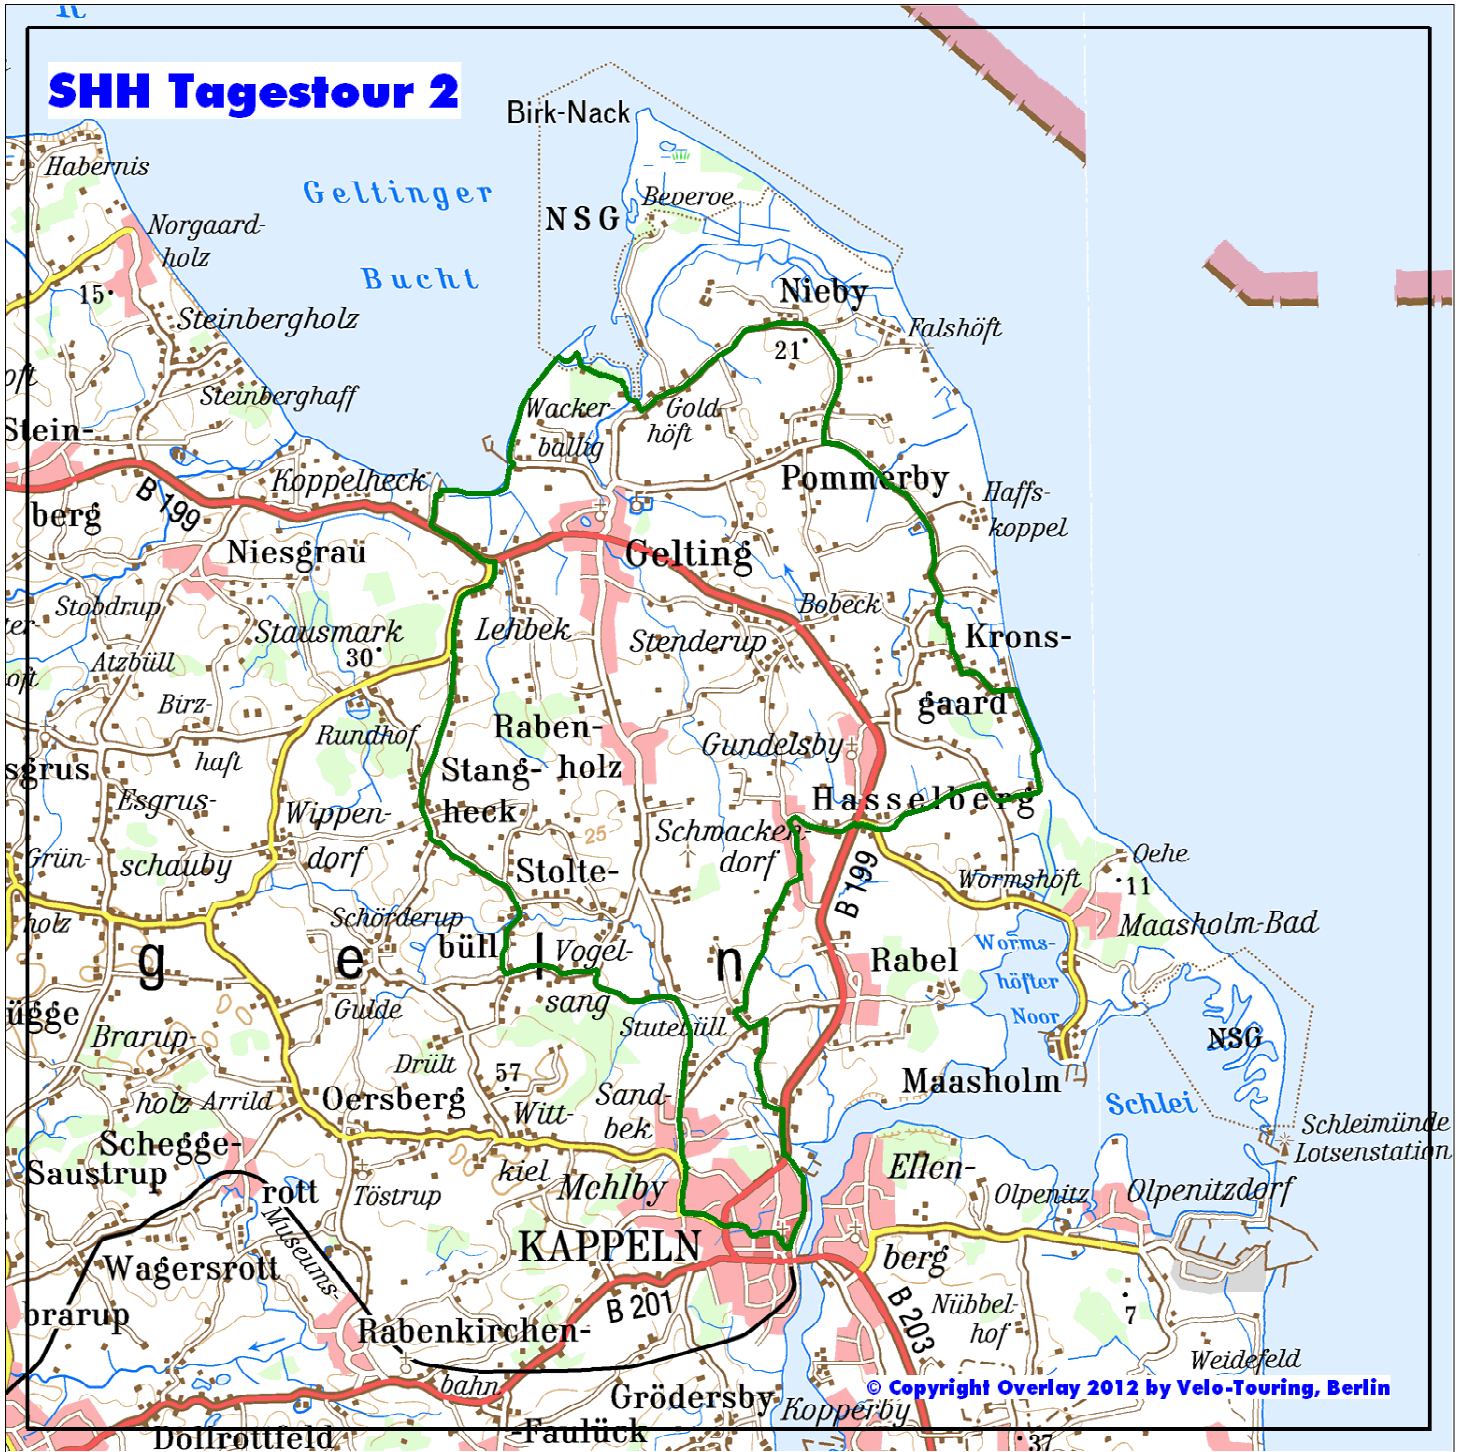 SHH Tagestour 2
Birk-Nack
Habernis
Geltinger
Beveroe
NSG
Norgaard-
holz
Bucht
15
Nieby
Steinbergholz
Falshöft
21
Steinberghaff
Wacker-
ballig
Gold-
höft
Stein-
berg
Koppelheck
Pommerby
B 199
Haffs-
koppel
Niesgrau
Gelting
Stobdrup
Bobeck
Stausmark
30
Lehbek
Stenderup
Krons-
gaard
Atzbüll
Birz-
haft
Rundhof
Raben-
holz
Gundelsby
sgrus
Stang-
heck
Hasselberg
Esgrus-
schauby
Wippen-
dorf
25
Schmacken-
dorf
Grün-
holz
Stolte-
büll
B 199
Oehe
11
Wormshöft
Schörderup
Maasholm-Bad
g e l n
Vogel-
sang
Rabel
Worms-
höfter
Noor
ügge
Gulde
Stutebüll
NSG
Brarup-
holz
Drült
57
Arrild
Oersberg
Witt-
kiel
Sand-
bek
Maasholm
Schlei
Schleimünde
Lotsenstation
Schegge-
rott
Saustrup
Töstrup
Mehlby
Ellen-
berg
Olpenitz
Olpenitzdorf
KAPPELN
Museums-
bahn
Wagersrott
brarup
B 201
B 203
Nübbel-
hof
7
Rabenkirchen-
-Faulück
Weidefeld
© Copyright Overlay 2012 by Velo-Touring, Berlin
Grödersby
Kopperby
Dollrottfeld
37